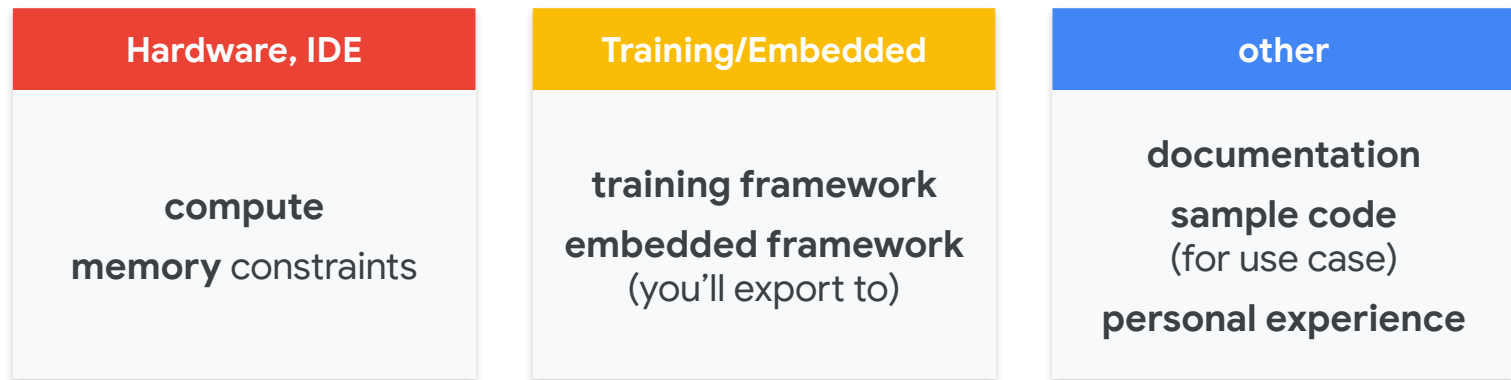 Hardware, IDE
compute
memory constraints
Training/Embedded
training framework
embedded framework
(you'll export to)
other
documentation
sample code
(for use case)
personal experience